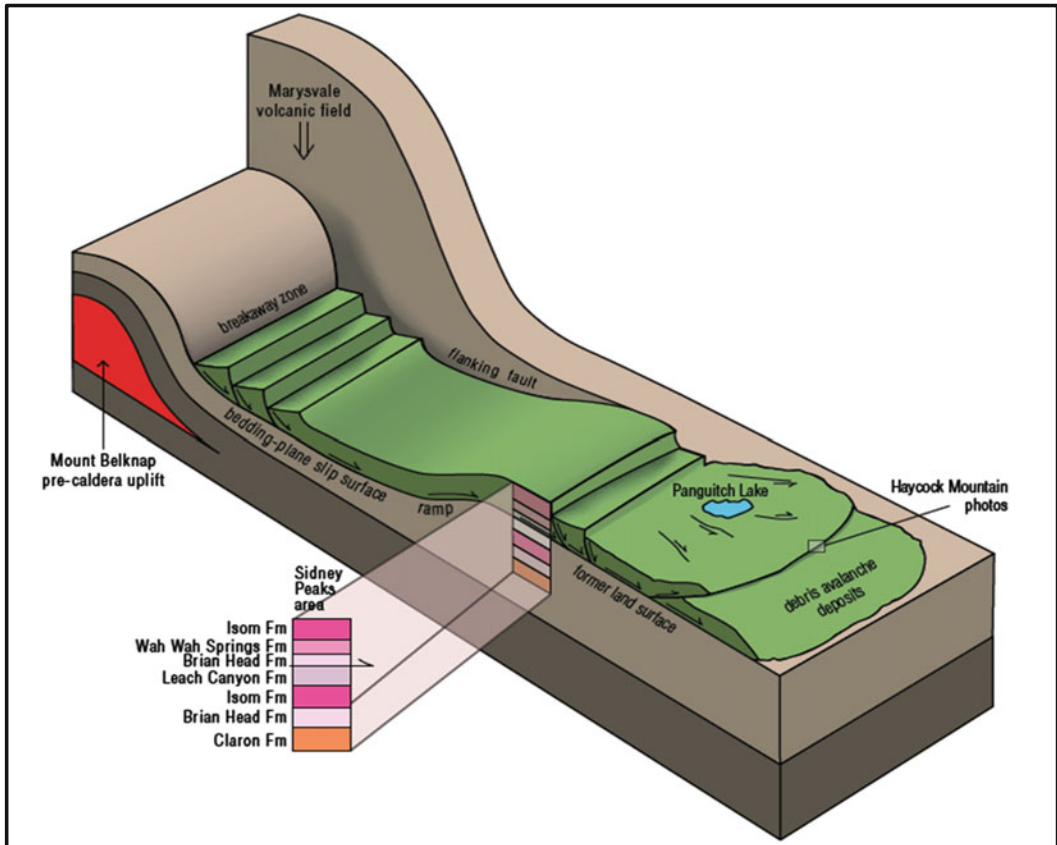 Marysvale
volcanic field
breakaway zone
flanking fault
bedding-plane slip surface
ramp
Mount Belknap
pre-caldera uplift
Panguitch Lake
Haycock Mountain
photos
former land surface
debris avalanche
deposits
Sidney
Peaks
area
Isom Fm
Wah Wah Springs Fm
Brian Head Fm
Leach Canyon Fm
Isom Fm
Brian Head Fm
Claron Fm